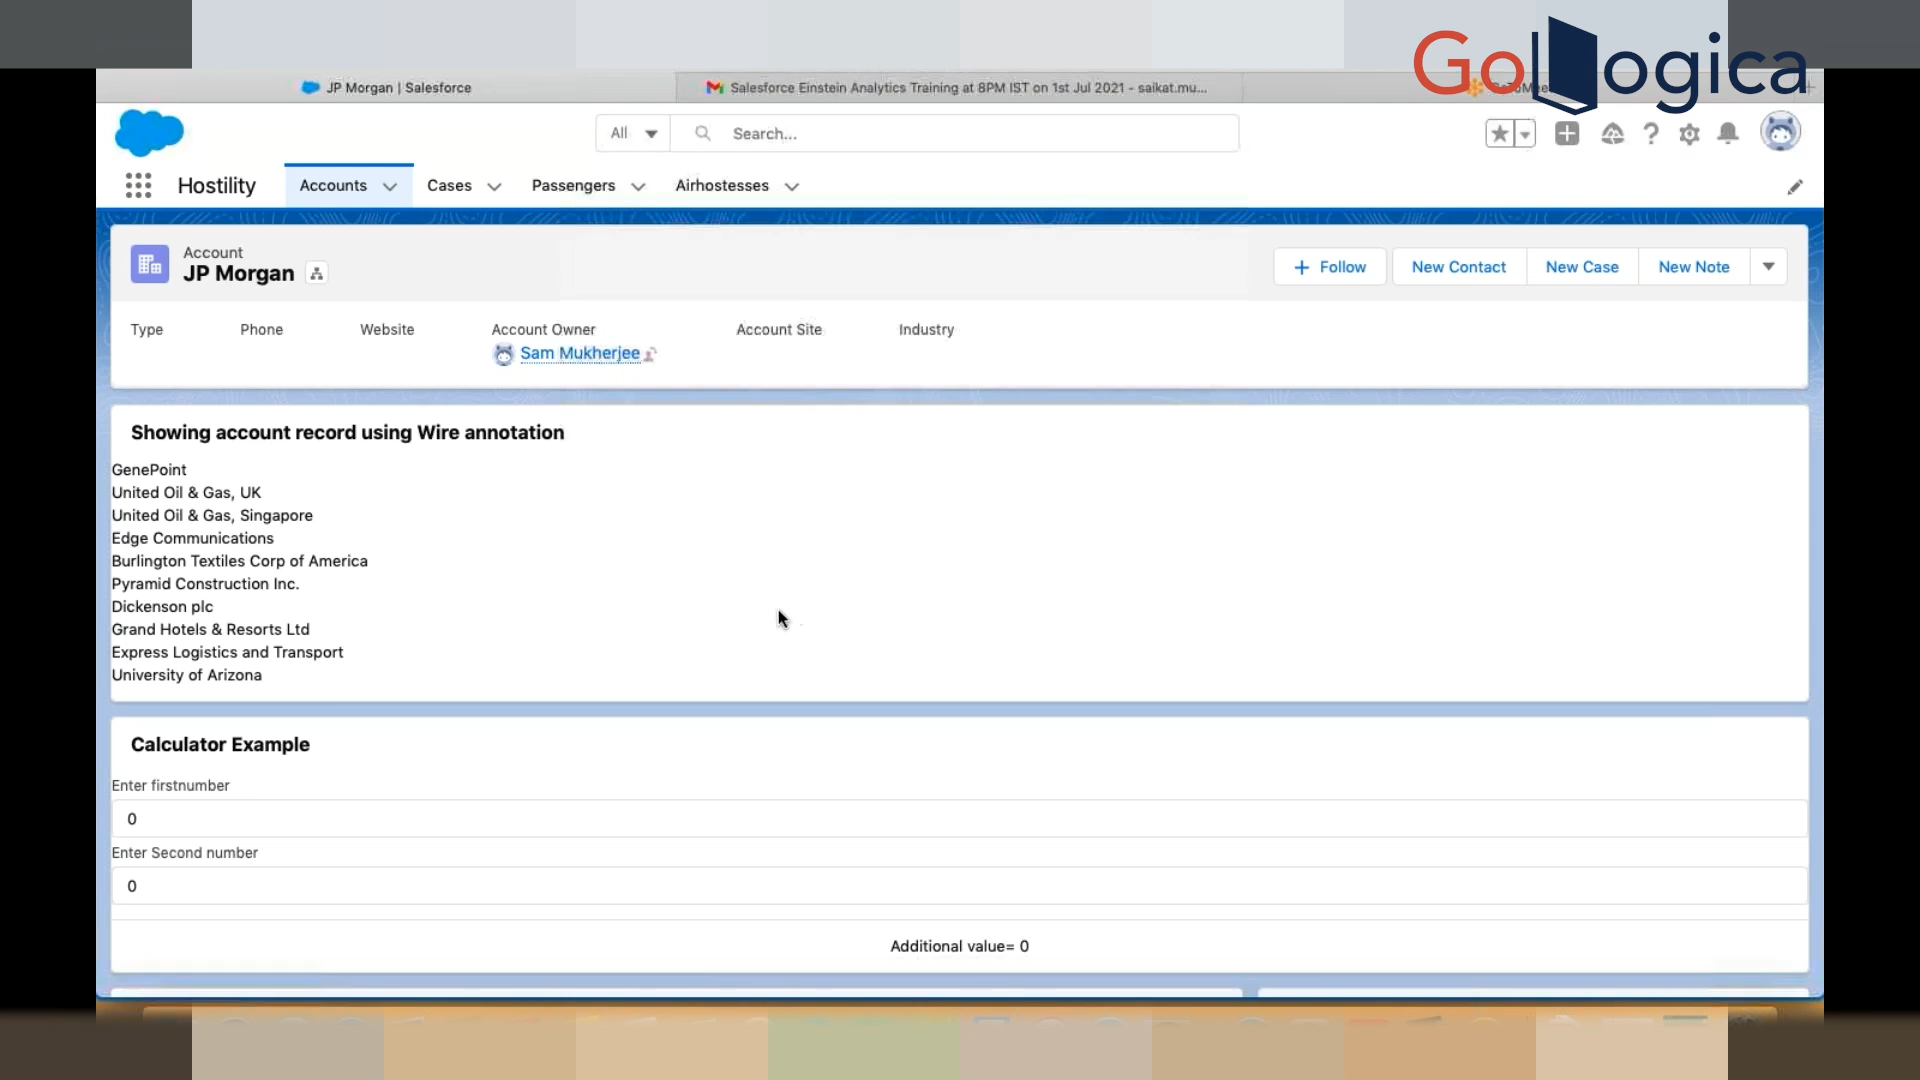 GoLogica
JP Morgan | Salesforce
Salesforce Einstein Analytics Training at 8PM IST on 1st Jul 2021 - saikat.mu...
All
Search...
Hostility
Accounts
Cases
Passengers
Airhostesses
Account
JP Morgan
Follow
New Contact
New Case
New Note
Type
Phone
Website
Account Owner
Account Site
Industry
Sam Mukherjee
Showing account record using Wire annotation
GenePoint
United Oil & Gas, UK
United Oil & Gas, Singapore
Edge Communications
Burlington Textiles Corp of America
Pyramid Construction Inc.
Dickenson plc
Grand Hotels & Resorts Ltd
Express Logistics and Transport
University of Arizona
Calculator Example
Enter firstnumber
0
Enter Second number
0
Additional value= 0